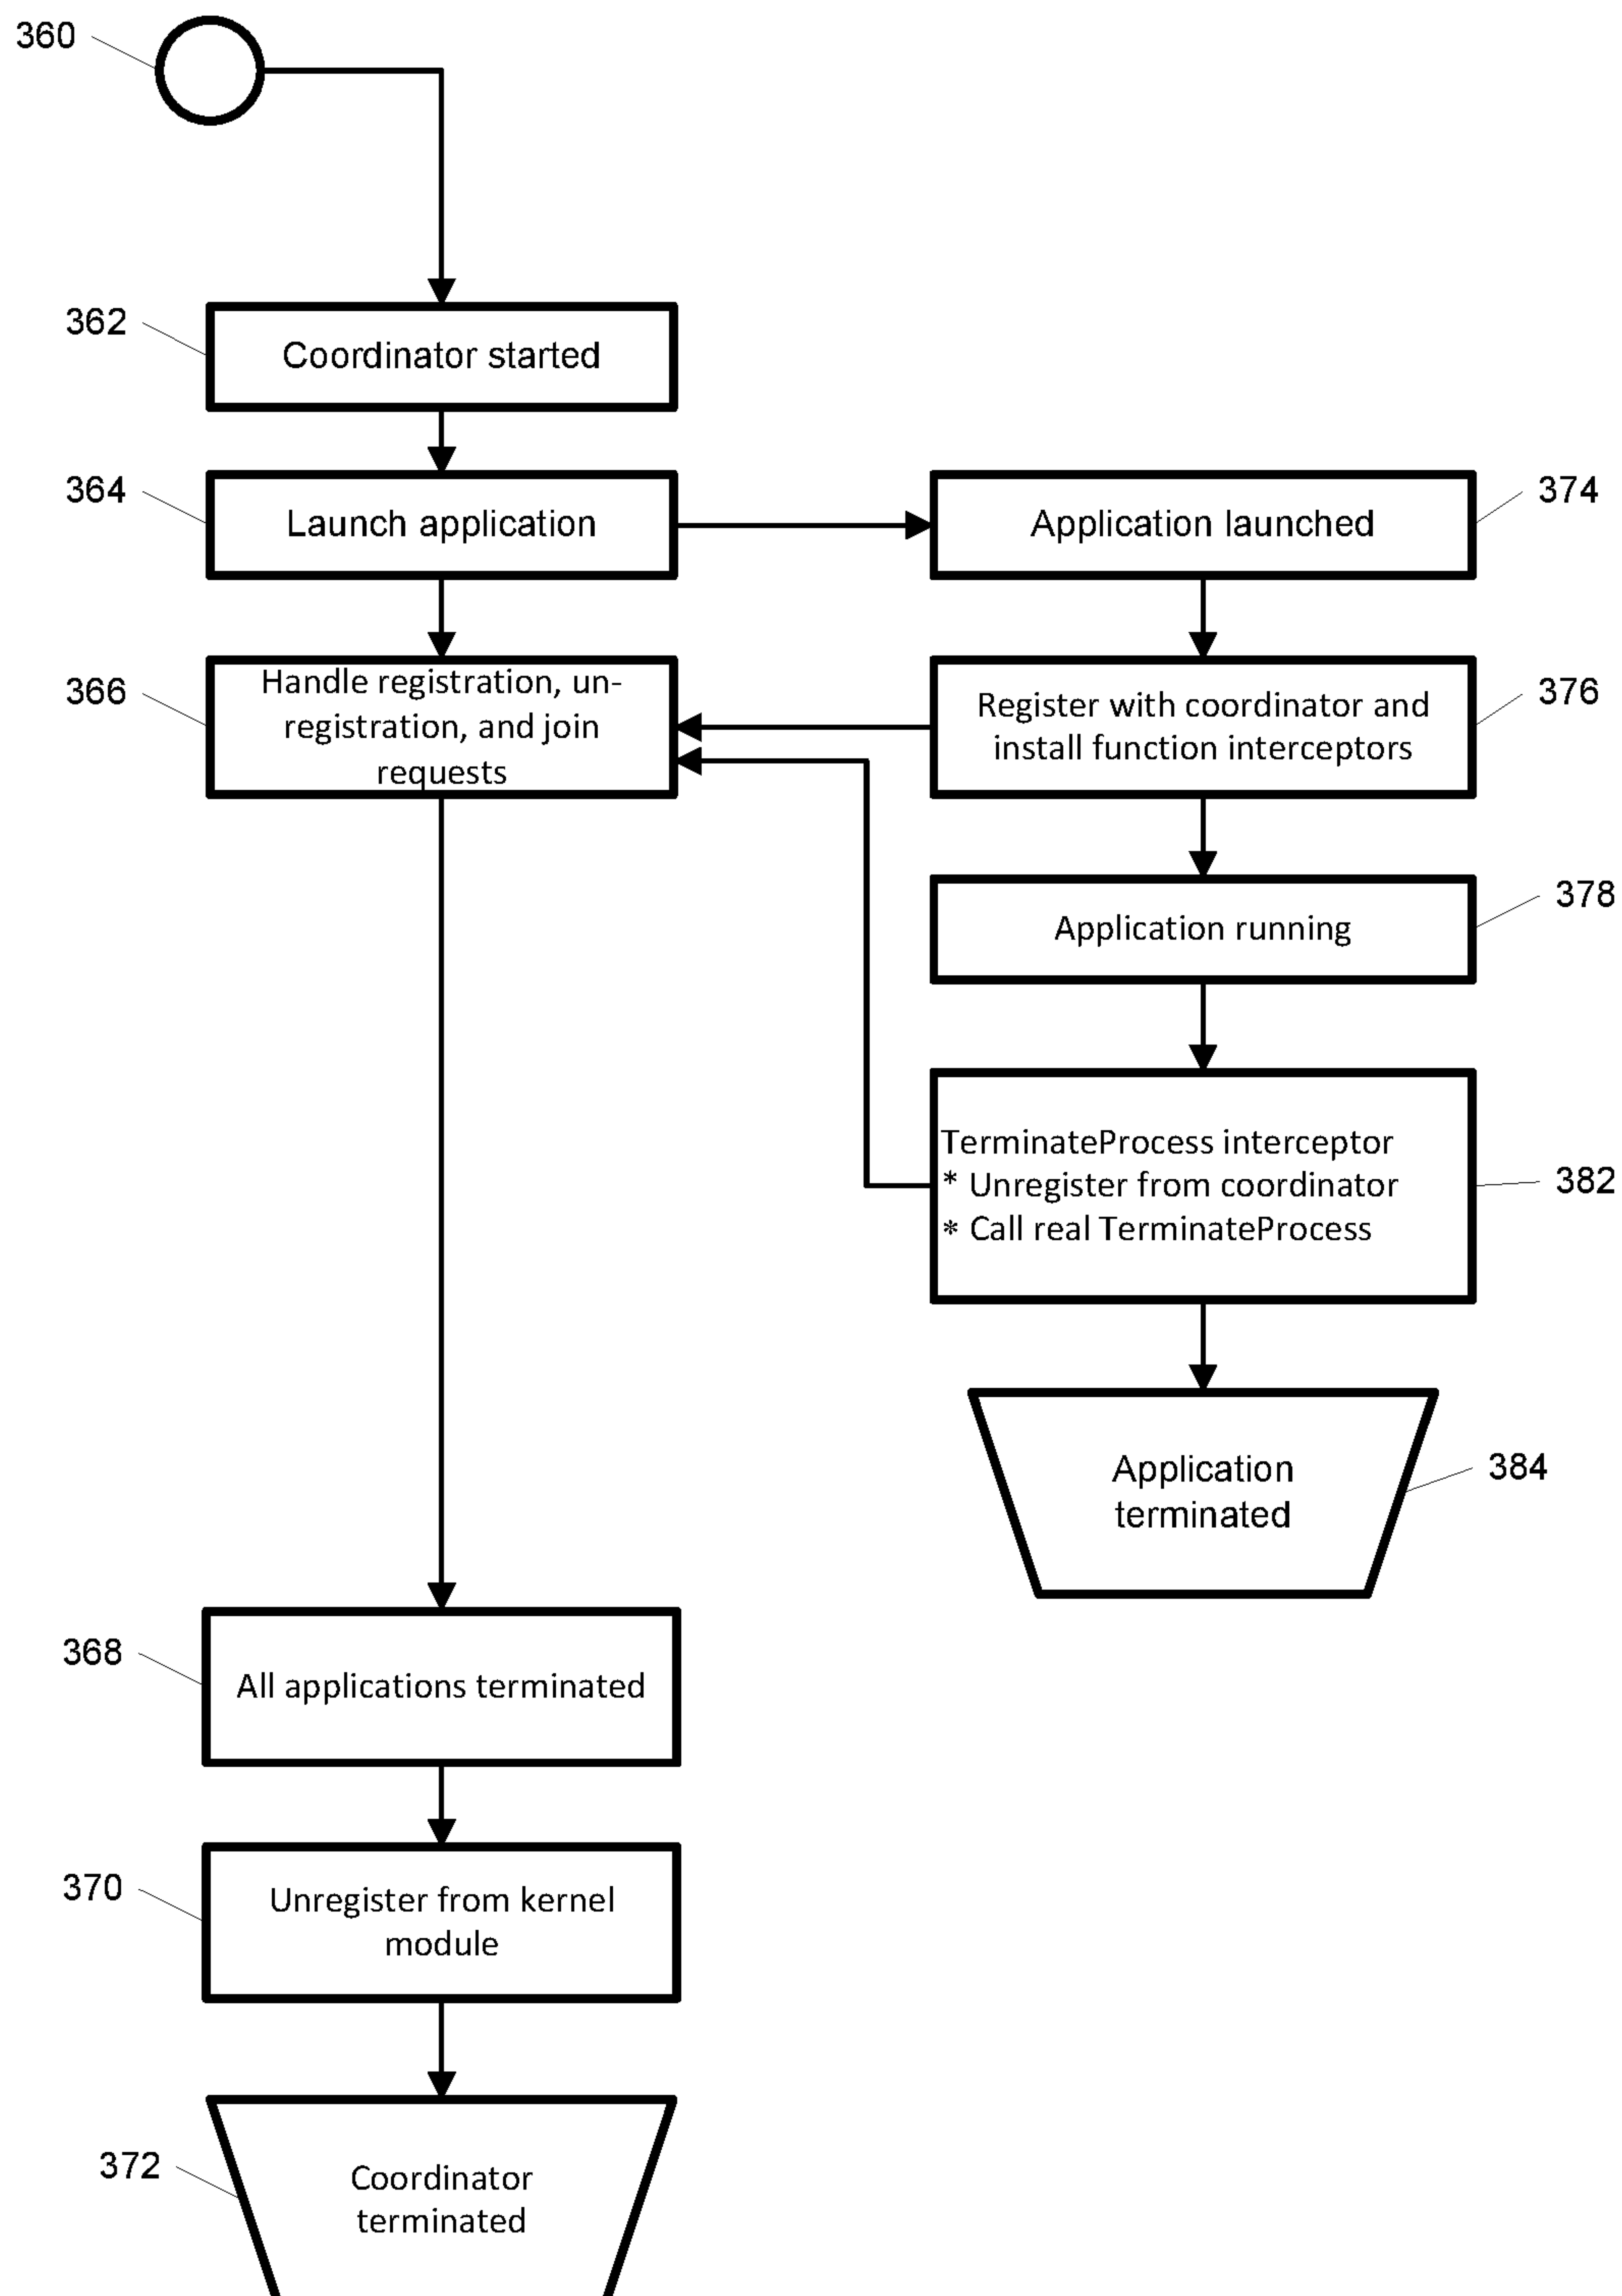 360
362
Coordinator started
364
Launch application
374
Application launched
366
Handle registration, un-
registration, and join
requests
376
Register with coordinator and
install function interceptors
378
Application running
382
TerminateProcess interceptor
* Unregister from coordinator
* Call real TerminateProcess
384
Application
terminated
368
All applications terminated
370
Unregister from kernel
module
372
Coordinator
terminated